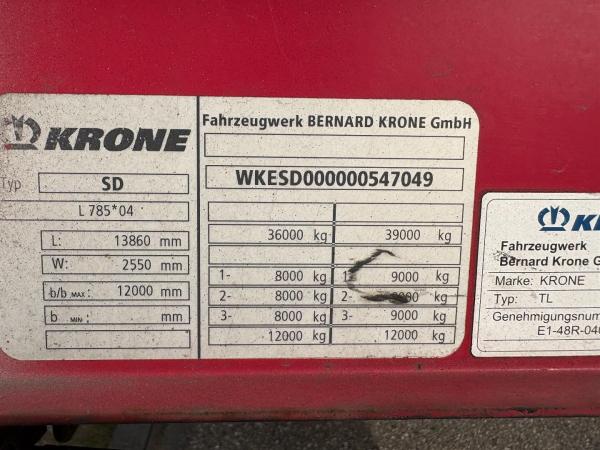 KRONE
Typ SD
L 785*04
L: 13860 mm
W: 2550 mm
b/b MAX: 12000 mm
b MIN: mm
Fahrzeugwerk BERNARD KRONE GmbH
WKESD000000547049
36000 kg 39000 kg
1- 8000 kg 1- 9000 kg
2- 8000 kg 2- kg
3- 8000 kg 3- 9000 kg
12000 kg 12000 kg
Fahrzeugwerk
Bernard Krone G
Marke: KRONE
Typ: TL
Genehmigungsnum
E1-48R-040